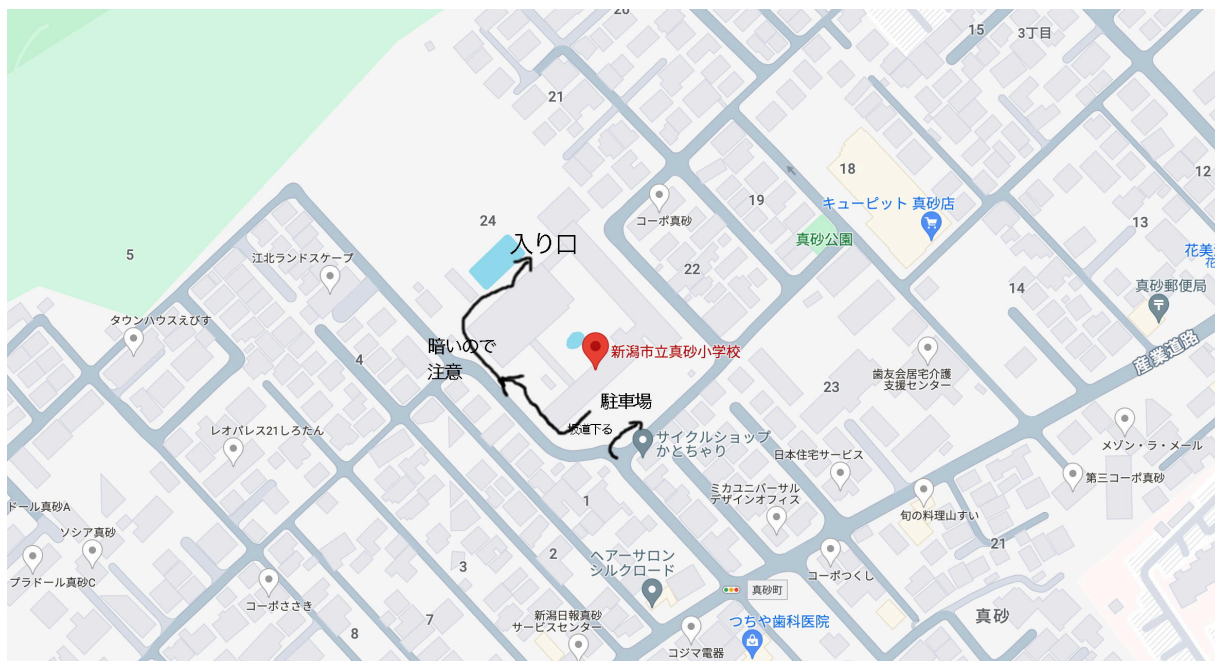 20
15
3丁目
21
18
12
19
コーポ真砂
キューピット 真砂店
13
24
入り口
真砂公園
5
江北ランドスケープ
22
花美
花
14
真砂郵便局
タウンハウスえびす
暗いので
注意
新潟市立真砂小学校
産業道路
4
歯友会居宅介護
支援センター
23
駐車場
坂道下る
レオパレス21しろたん
サイクルショップ
かとちゃり
日本住宅サービス
メゾン・ラ・メール
第三コーポ真砂
ミカユニバーサル
デザインオフィス
1
ドール真砂A
ソシア真砂
旬の料理山すい
21
2
ヘアーサロン
シルクロード
3
プラドール真砂C
コーポささき
コーポつくし
真砂町
真砂
7
新潟日報真砂
サービスセンター
つちや歯科医院
8
コジマ電器